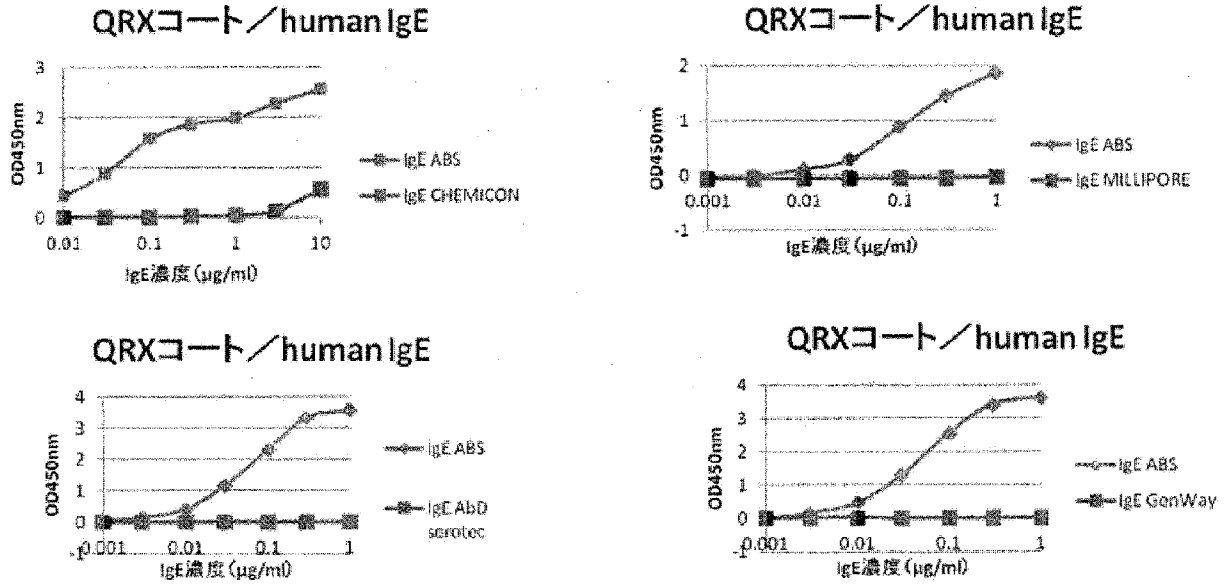 QRXコート／human IgE
3
2
1
0
OD450nm
0.01
0.1
1
10
IgE濃度(µg/ml)
IgE ABS
IgE CHEMICON
QRXコート／human IgE
2
1
0
-1
OD450nm
0.001
0.01
0.1
1
IgE濃度(µg/ml)
IgE ABS
IgE MILLIPORE
QRXコート／human IgE
4
3
2
1
0
-1
OD450nm
0.001
0.01
0.1
1
IgE濃度(µg/ml)
IgE ABS
IgE AbD
serotec
QRXコート／human IgE
4
3
2
1
0
-1
OD450nm
0.001
0.01
0.1
1
IgE濃度(µg/ml)
IgE ABS
IgE GenWay